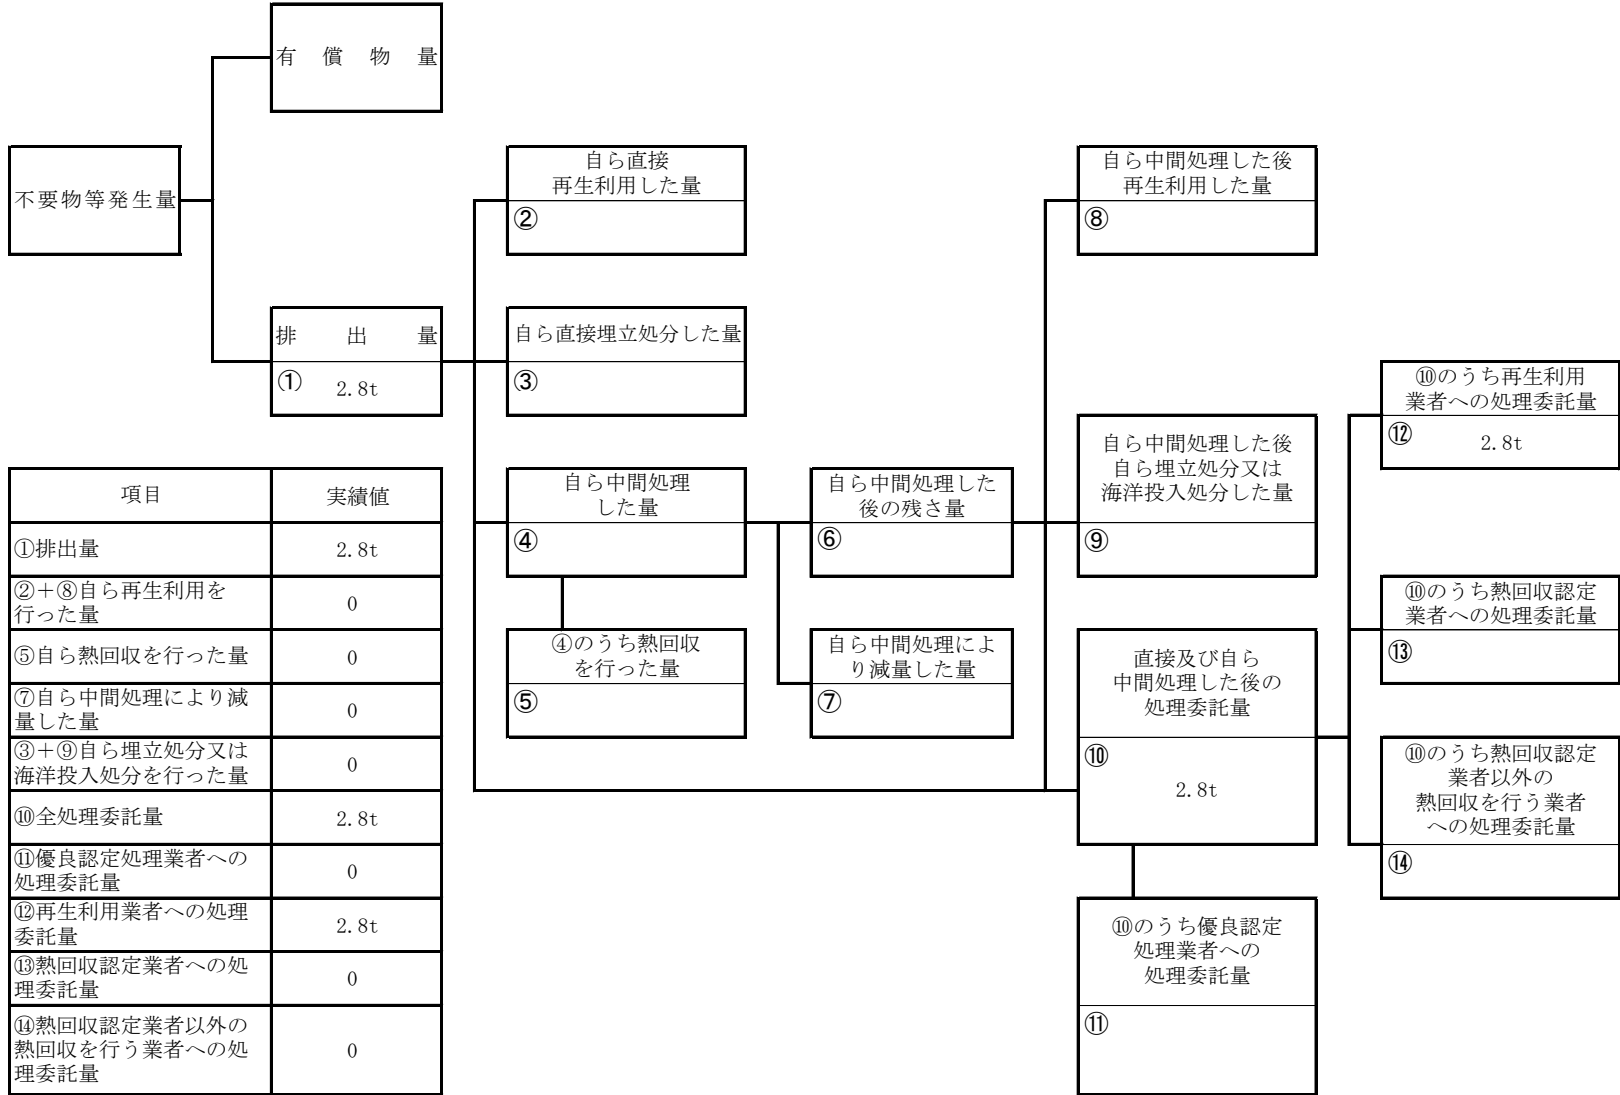 有償物量
不要物等発生量
自ら直接
再生利用した量
②
自ら中間処理した後
再生利用した量
⑧
排出量
① 2.8t
自ら直接埋立処分した量
③
⑩のうち再生利用
業者への処理委託量
⑫ 2.8t
自ら中間処理した後
自ら埋立処分又は
海洋投入処分した量
⑨
自ら中間処理
した量
④
自ら中間処理した
後の残さ量
⑥
⑩のうち熱回収認定
業者への処理委託量
⑬
④のうち熱回収
を行った量
⑤
自ら中間処理によ
り減量した量
⑦
直接及び自ら
中間処理した後の
処理委託量
⑩
2.8t
⑩のうち熱回収認定
業者以外の
熱回収を行う業者
への処理委託量
⑭
⑩のうち優良認定
処理業者への
処理委託量
⑪
項目 実績値
①排出量 2.8t
②+⑧自ら再生利用を
行った量 0
⑤自ら熱回収を行った量 0
⑦自ら中間処理により減
量した量 0
③+⑨自ら埋立処分又は
海洋投入処分を行った量 0
⑩全処理委託量 2.8t
⑪優良認定処理業者への
処理委託量 0
⑫再生利用業者への処理
委託量 2.8t
⑬熱回収認定業者への処
理委託量 0
⑭熱回収認定業者以外の
熱回収を行う業者への処 0
理委託量